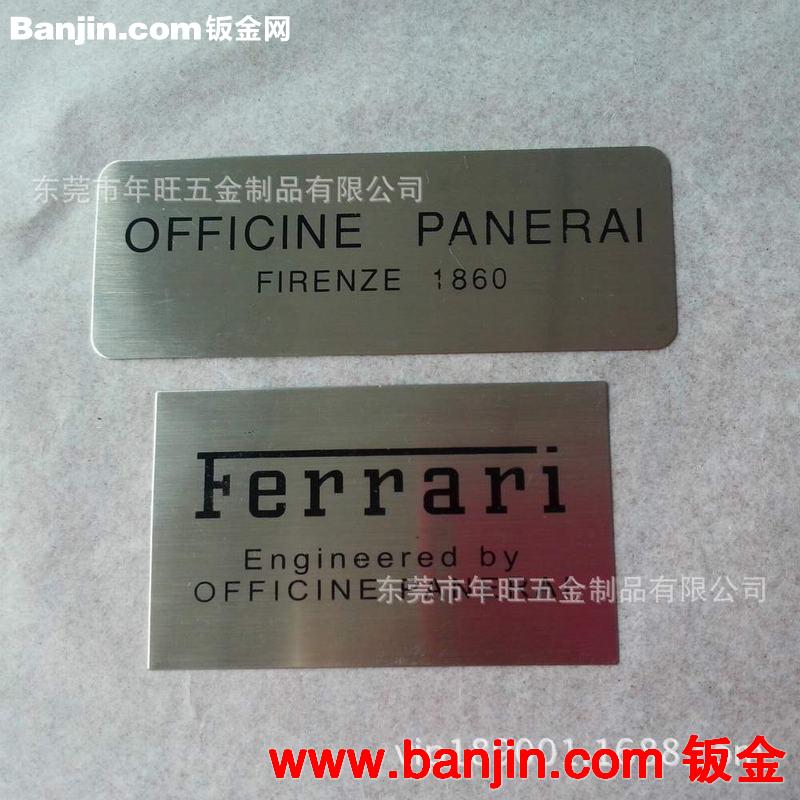 Banjin.com钣金网
东莞市年旺五金制品有限公司
OFFICINE PANERAI
FIRENZE 1860
Ferrari
Engineered by
OFFICINE PANERAI
东莞市年旺五金制品有限公司
www.banjin.com 钣金